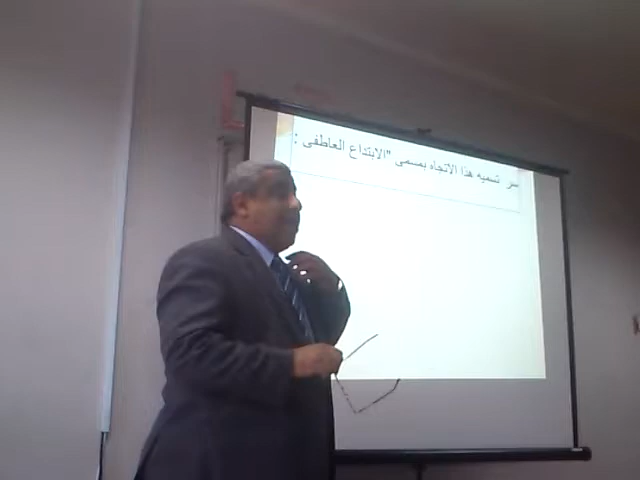 سر تسميه هذا الاتجاه بمسمى "الابتداع العاطفى :